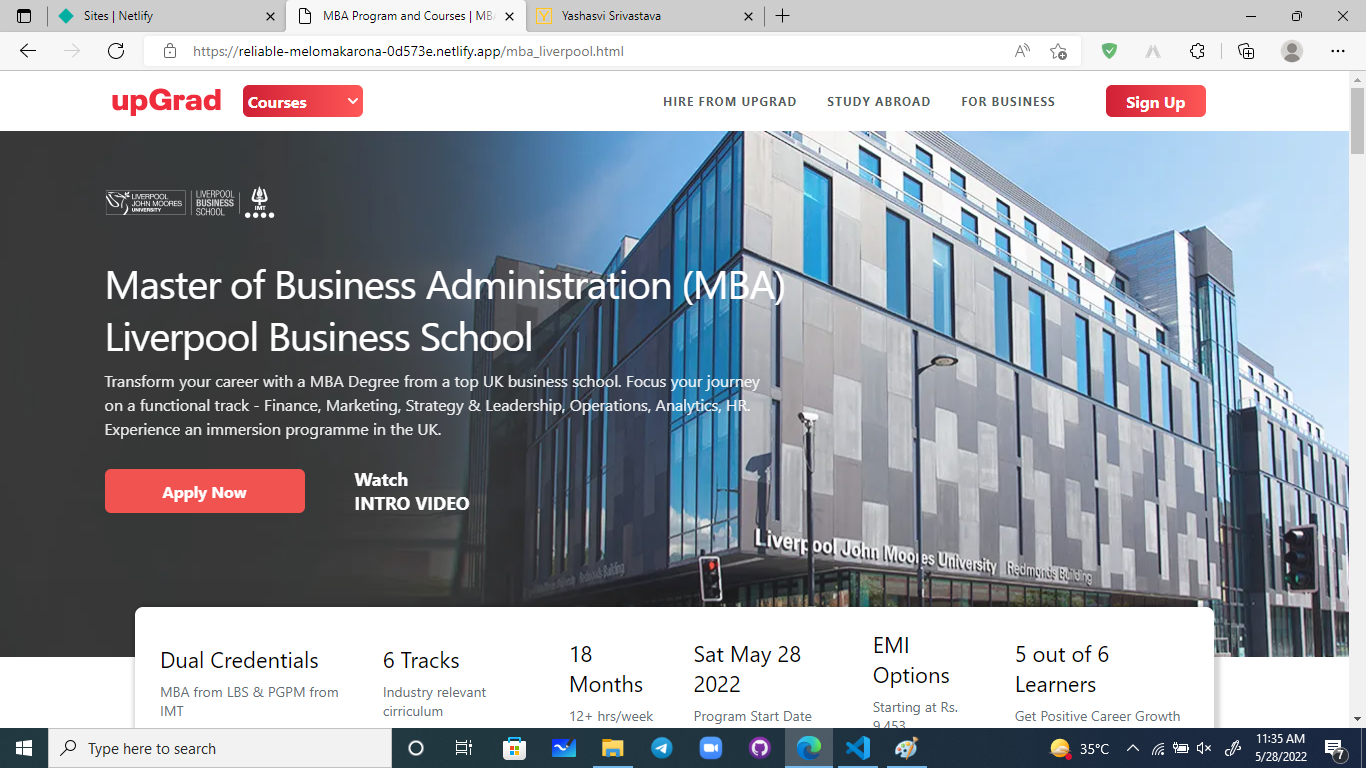 Sites | Netlify
MBA Program and Courses | MBA
Yashasvi Srivastava
https://reliable-melomakarona-0d573e.netlify.app/mba_liverpool.html
upGrad
Courses
HIRE FROM UPGRAD
STUDY ABROAD
FOR BUSINESS
Sign Up
LIVERPOOL
JOHN MOORES
UNIVERSITY
LIVERPOOL
BUSINESS
SCHOOL
IMT
Master of Business Administration (MBA)
Liverpool Business School
Transform your career with a MBA Degree from a top UK business school. Focus your journey
on a functional track - Finance, Marketing, Strategy & Leadership, Operations, Analytics, HR.
Experience an immersion programme in the UK.
Apply Now
Watch
INTRO VIDEO
Liverpool John Moores University Redmonds Building
Dual Credentials
MBA from LBS & PGPM from
IMT
6 Tracks
Industry relevant
cirriculum
18
Months
12+ hrs/week
Sat May 28
2022
Program Start Date
EMI
Options
Starting at Rs.
9,453
5 out of 6
Learners
Get Positive Career Growth
Type here to search
35°C
11:35 AM
5/28/2022
7